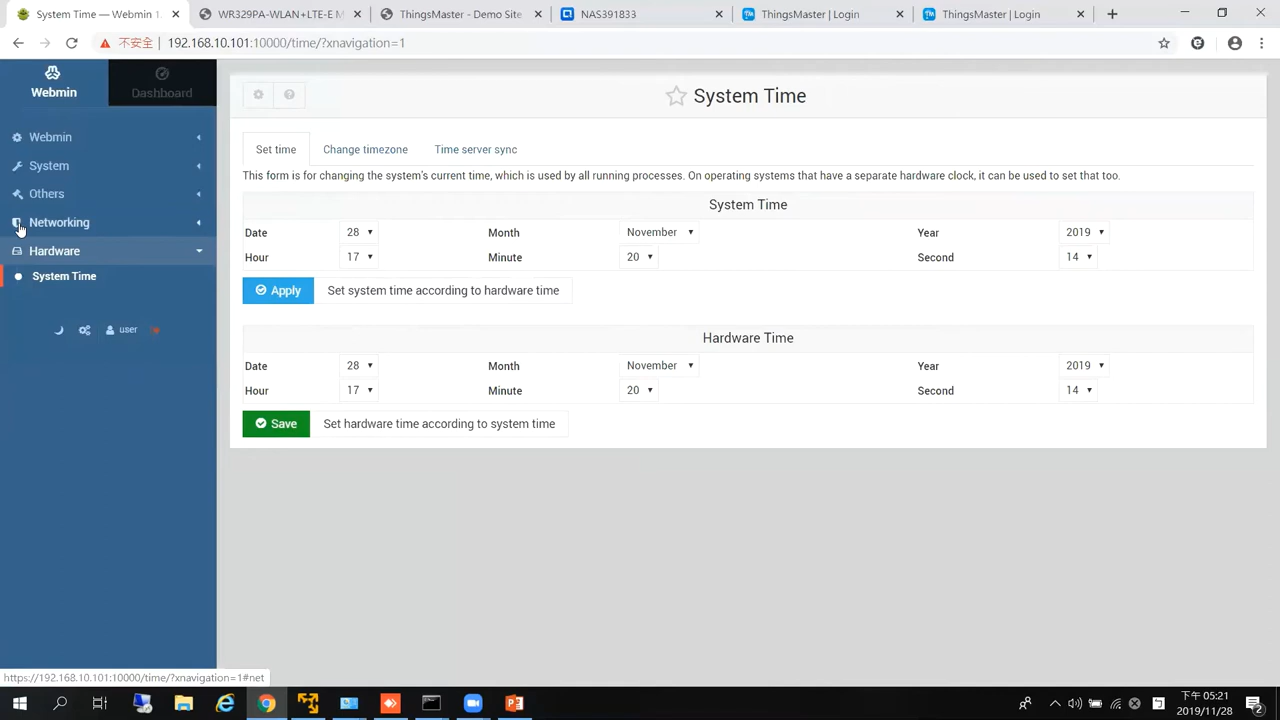 System Time — Webmin 1.
WR329PA-WLAN-LTE-E M
ThingsMaster - Demo Site
NAS391833
ThingsMaster | Login
ThingsMaster | Login
不安全 | 192.168.10.101:10000/time/?xnavigation=1
Webmin
Dashboard
System Time
Webmin
System
Others
Networking
Hardware
System Time
user
Set time Change timezone Time server sync
This form is for changing the system's current time, which is used by all running processes. On operating systems that have a separate hardware clock, it can be used to set that too.
System Time
Date 28 Month November Year 2019
Hour 17 Minute 20 Second 14
Apply Set system time according to hardware time
Hardware Time
Date 28 Month November Year 2019
Hour 17 Minute 20 Second 14
Save Set hardware time according to system time
https://192.168.10.101:10000/time/?xnavigation=1#net
下午 05:21
2019/11/28
2